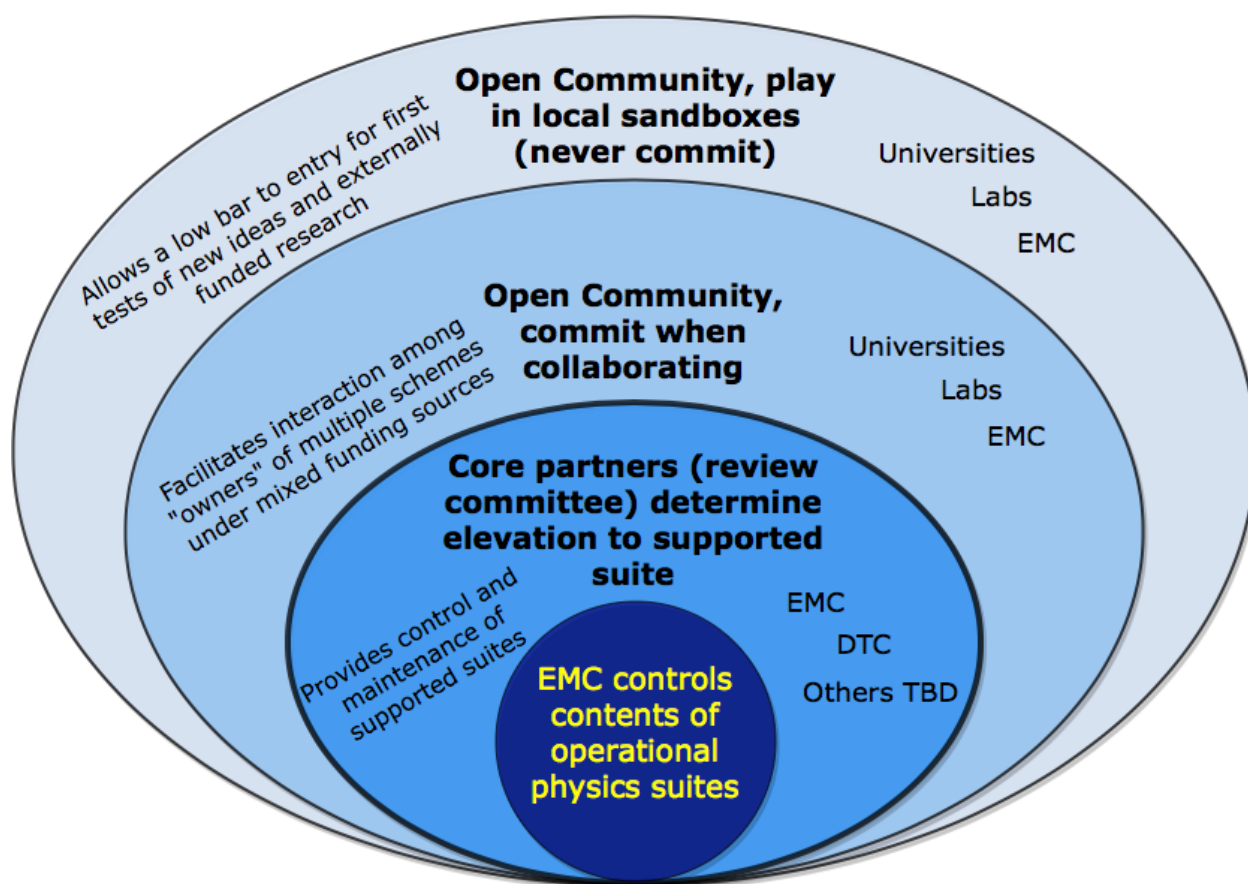 Open Community, play
in local sandboxes
(never commit)
Allows a low bar to entry for first
tests of new ideas and externally
funded research
Universities
Labs
EMC
Open Community,
commit when
collaborating
Facilitates interaction among
"owners" of multiple schemes
under mixed funding sources
Universities
Labs
EMC
Core partners (review
committee) determine
elevation to supported
suite
Provides control and
maintenance of
supported suites
EMC
DTC
Others TBD
EMC controls
contents of
operational
physics suites